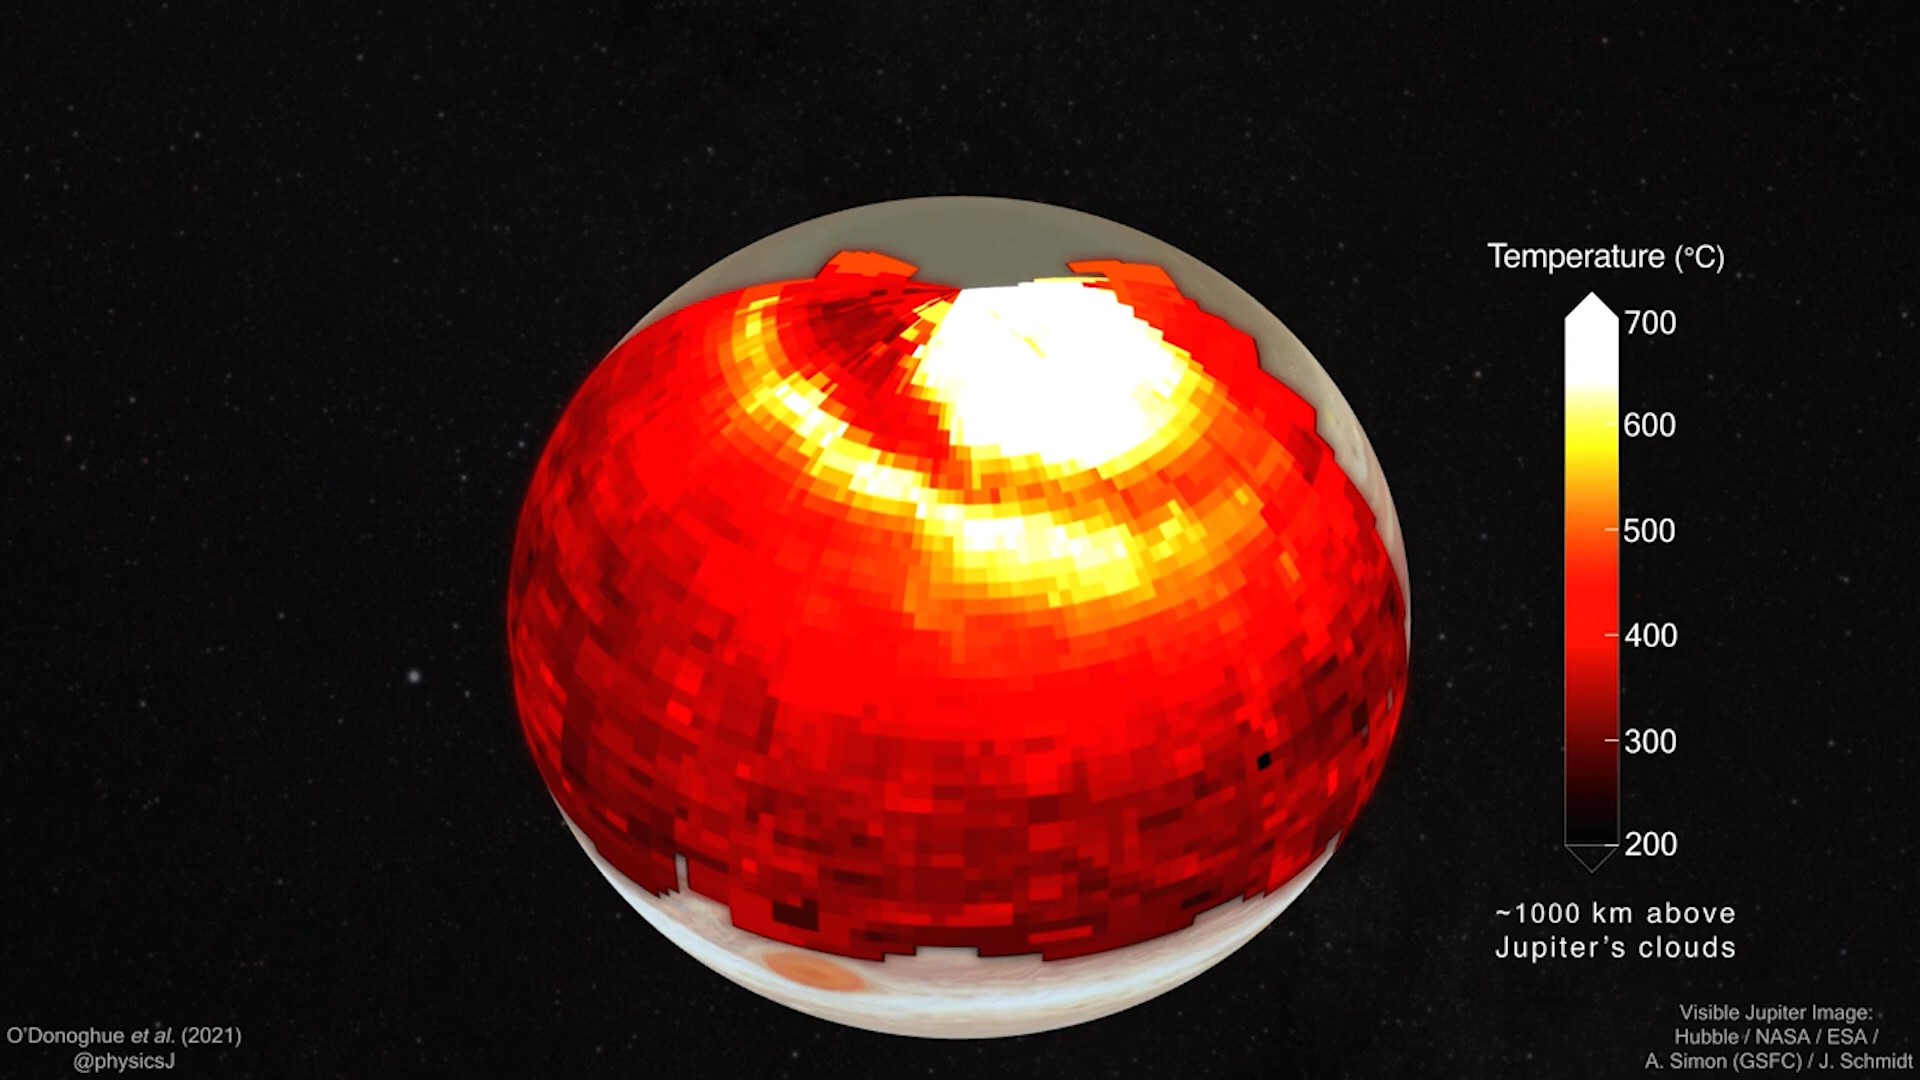 Temperature (°C)
700
600
500
400
300
200
~1000 km above
Jupiter's clouds
O'Donoghue et al. (2021)
@physicsJ
Visible Jupiter Image:
Hubble / NASA / ESA /
A. Simon (GSFC) / J. Schmidt